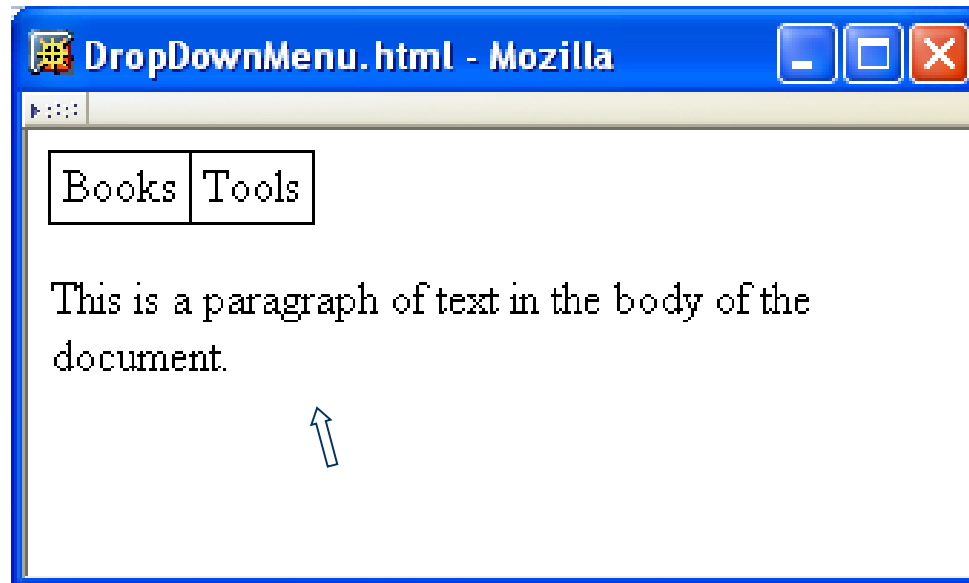 DropDownMenu.html - Mozilla
Books Tools
This is a paragraph of text in the body of the
document.